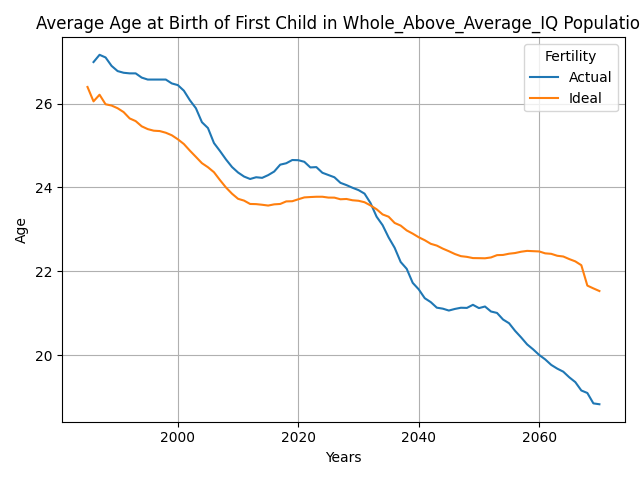 Average Age at Birth of First Child in Whole_Above_Average_IQ Populatio
Fertility
Actual
Ideal
26
24
22
20
Age
2000
2020
2040
2060
Years